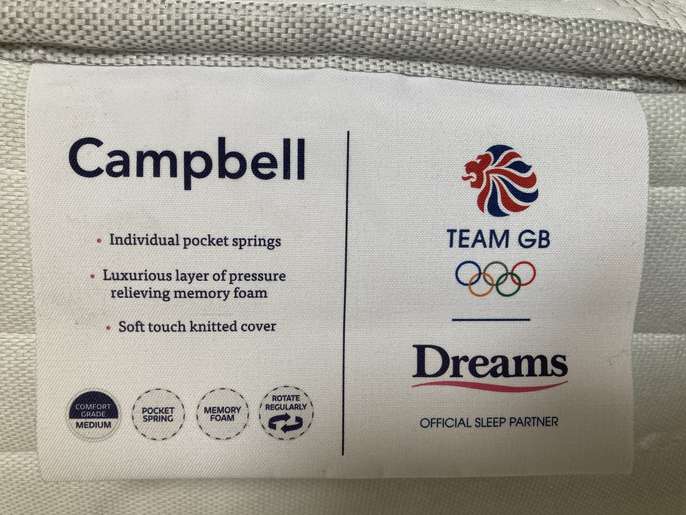 Campbell
• Individual pocket springs
• Luxurious layer of pressure
relieving memory foam
• Soft touch knitted cover
COMFORT
GRADE
MEDIUM
POCKET
SPRING
MEMORY
FOAM
ROTATE
REGULARLY
TEAM GB
Dreams
OFFICIAL SLEEP PARTNER